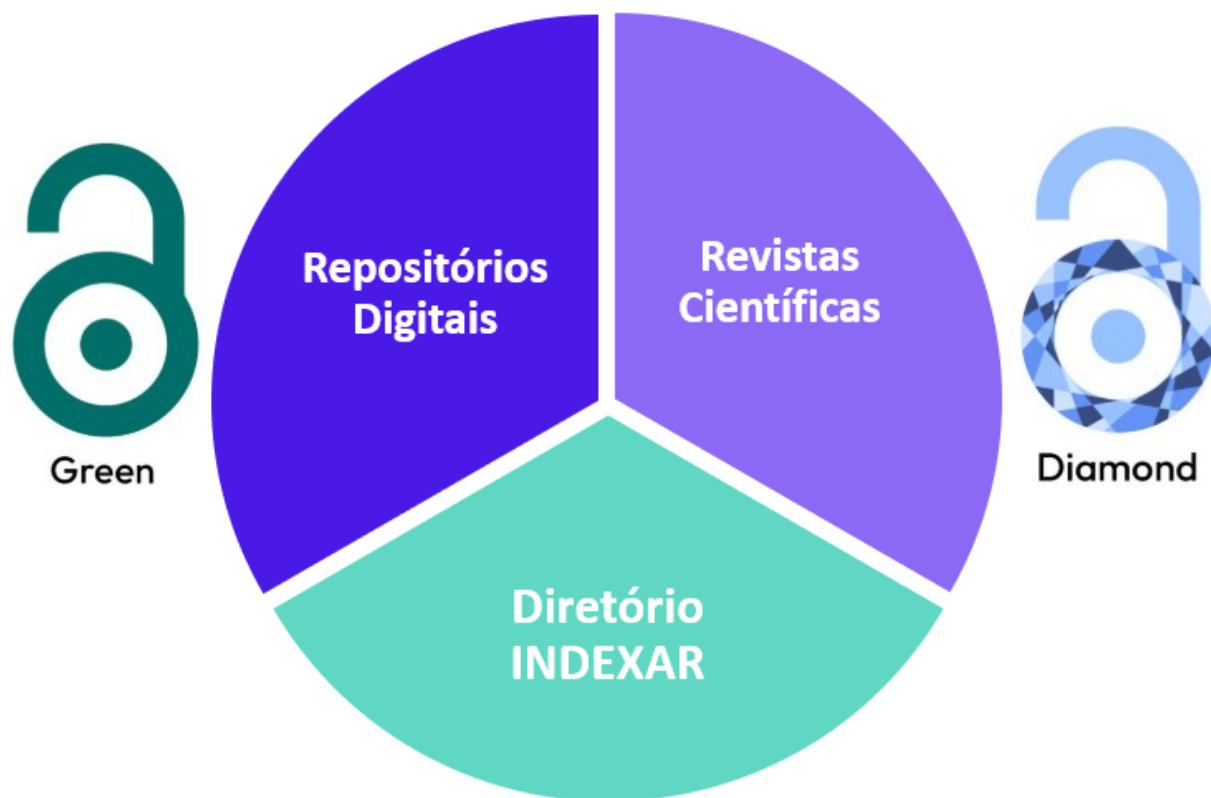 Repositórios
Digitais
Revistas
Científicas
Green
Diamond
Diretório
INDEXAR